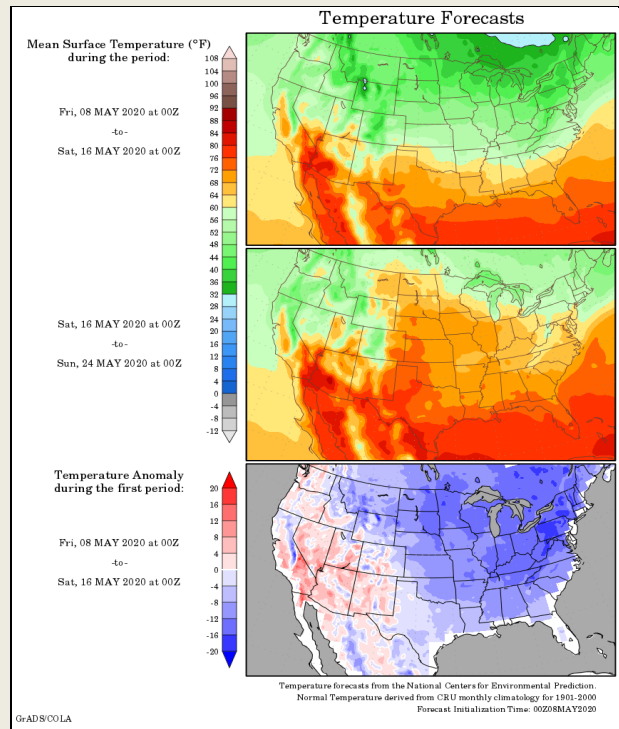 Temperature Forecasts
Mean Surface Temperature (°F)
during the period:
108
104
100
96
92
88
84
80
76
72
68
64
60
56
52
48
44
40
36
32
28
24
20
16
12
8
4
0
-4
-8
-12
Fri, 08 MAY 2020 at 00Z
-to-
Sat, 16 MAY 2020 at 00Z
Sat, 16 MAY 2020 at 00Z
-to-
Sun, 24 MAY 2020 at 00Z
Temperature Anomaly
during the first period:
20
16
12
8
4
0
-4
-8
-12
-16
-20
Fri, 08 MAY 2020 at 00Z
-to-
Sat, 16 MAY 2020 at 00Z
Temperature forecasts from the National Centers for Environmental Prediction.
Normal Temperature derived from CRU monthly climatology for 1901-2000
Forecast Initialization Time: 00Z08MAY2020
GrADS/COLA